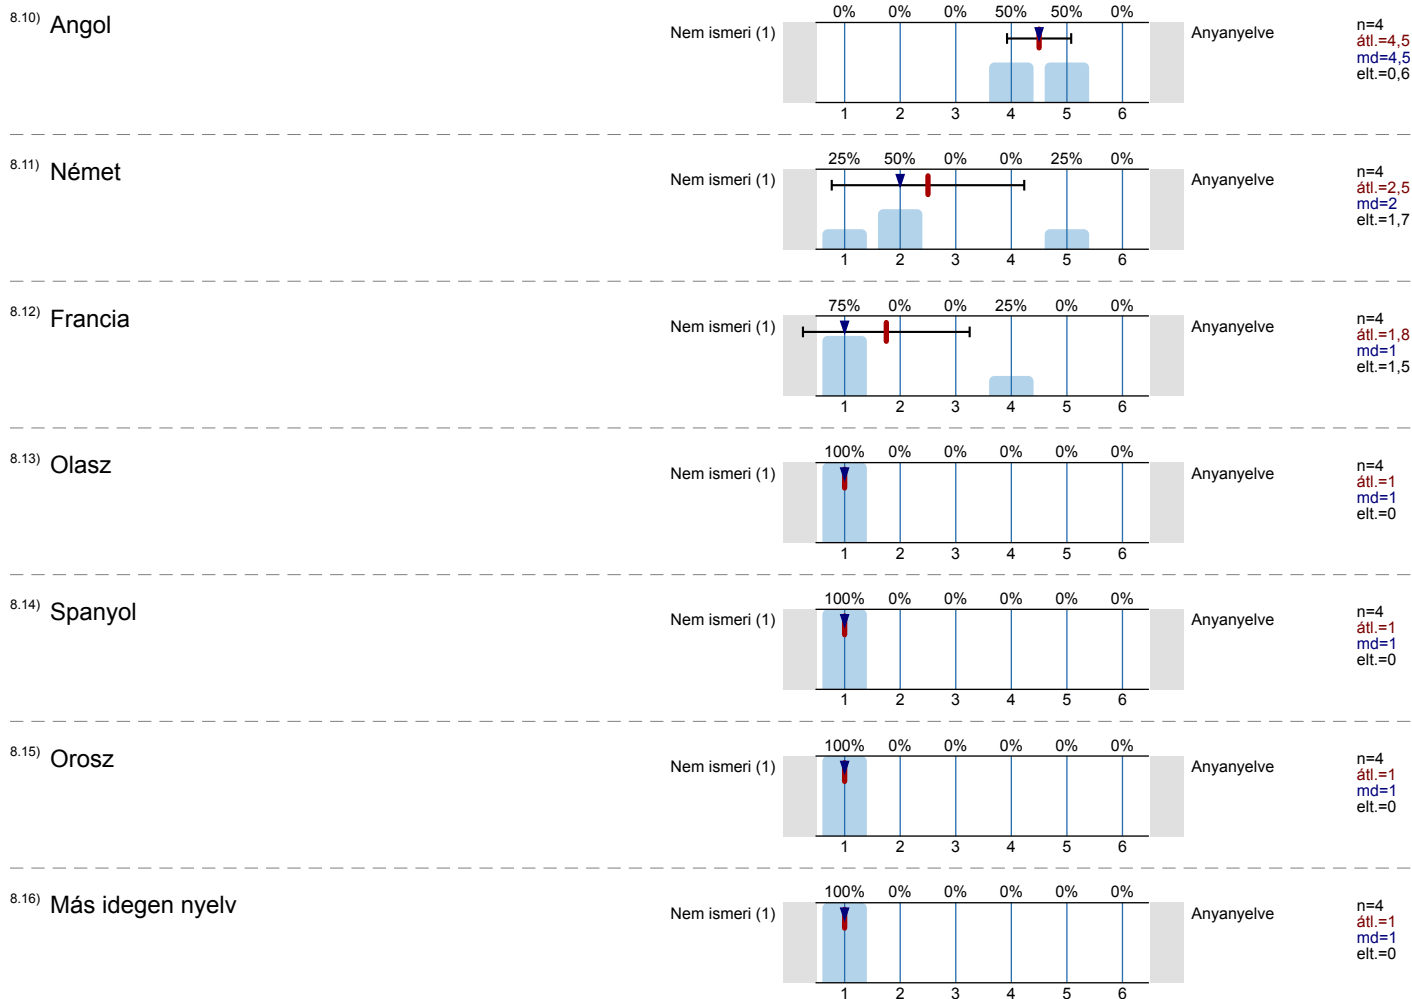 8.10) Angol
0% 0% 0% 50% 50% 0%
Nem ismeri (1) Anyanyelve
n=4
átl.=4,5
md=4,5
elt.=0,6
1 2 3 4 5 6
8.11) Német
25% 50% 0% 0% 25% 0%
Nem ismeri (1) Anyanyelve
n=4
átl.=2,5
md=2
elt.=1,7
1 2 3 4 5 6
8.12) Francia
75% 0% 0% 25% 0% 0%
Nem ismeri (1) Anyanyelve
n=4
átl.=1,8
md=1
elt.=1,5
1 2 3 4 5 6
8.13) Olasz
100% 0% 0% 0% 0% 0%
Nem ismeri (1) Anyanyelve
n=4
átl.=1
md=1
elt.=0
1 2 3 4 5 6
8.14) Spanyol
100% 0% 0% 0% 0% 0%
Nem ismeri (1) Anyanyelve
n=4
átl.=1
md=1
elt.=0
1 2 3 4 5 6
8.15) Orosz
100% 0% 0% 0% 0% 0%
Nem ismeri (1) Anyanyelve
n=4
átl.=1
md=1
elt.=0
1 2 3 4 5 6
8.16) Más idegen nyelv
100% 0% 0% 0% 0% 0%
Nem ismeri (1) Anyanyelve
n=4
átl.=1
md=1
elt.=0
1 2 3 4 5 6